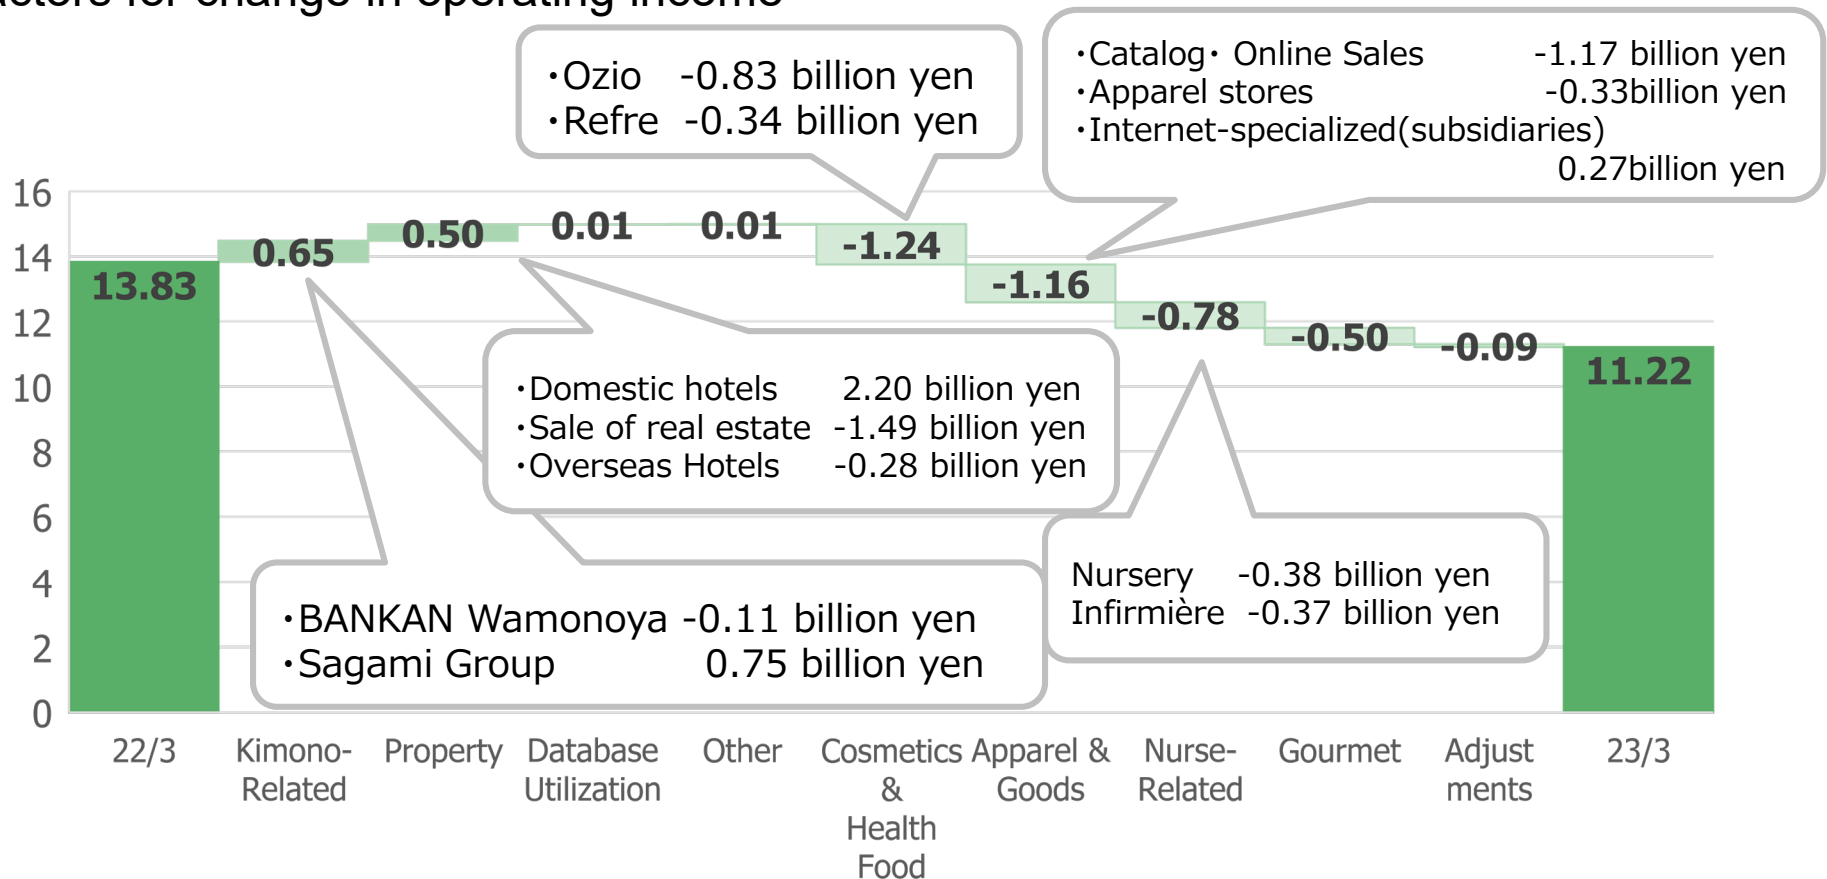 actors for change in operating income
・Ozio -0.83 billion yen
・Refre -0.34 billion yen
・Catalog・ Online Sales -1.17 billion yen
・Apparel stores -0.33billion yen
・Internet-specialized(subsidiaries)
0.27billion yen
16
14
12
10
8
6
4
2
0
13.83
0.65
0.50
0.01
0.01
-1.24
-1.16
-0.78
-0.50
-0.09
11.22
・Domestic hotels 2.20 billion yen
・Sale of real estate -1.49 billion yen
・Overseas Hotels -0.28 billion yen
・BANKAN Wamonoya -0.11 billion yen
・Sagami Group 0.75 billion yen
Nursery -0.38 billion yen
Infirmière -0.37 billion yen
22/3
Kimono-
Related
Property
Database
Utilization
Other
Cosmetics
&
Health
Food
Apparel &
Goods
Nurse-
Related
Gourmet
Adjust
ments
23/3